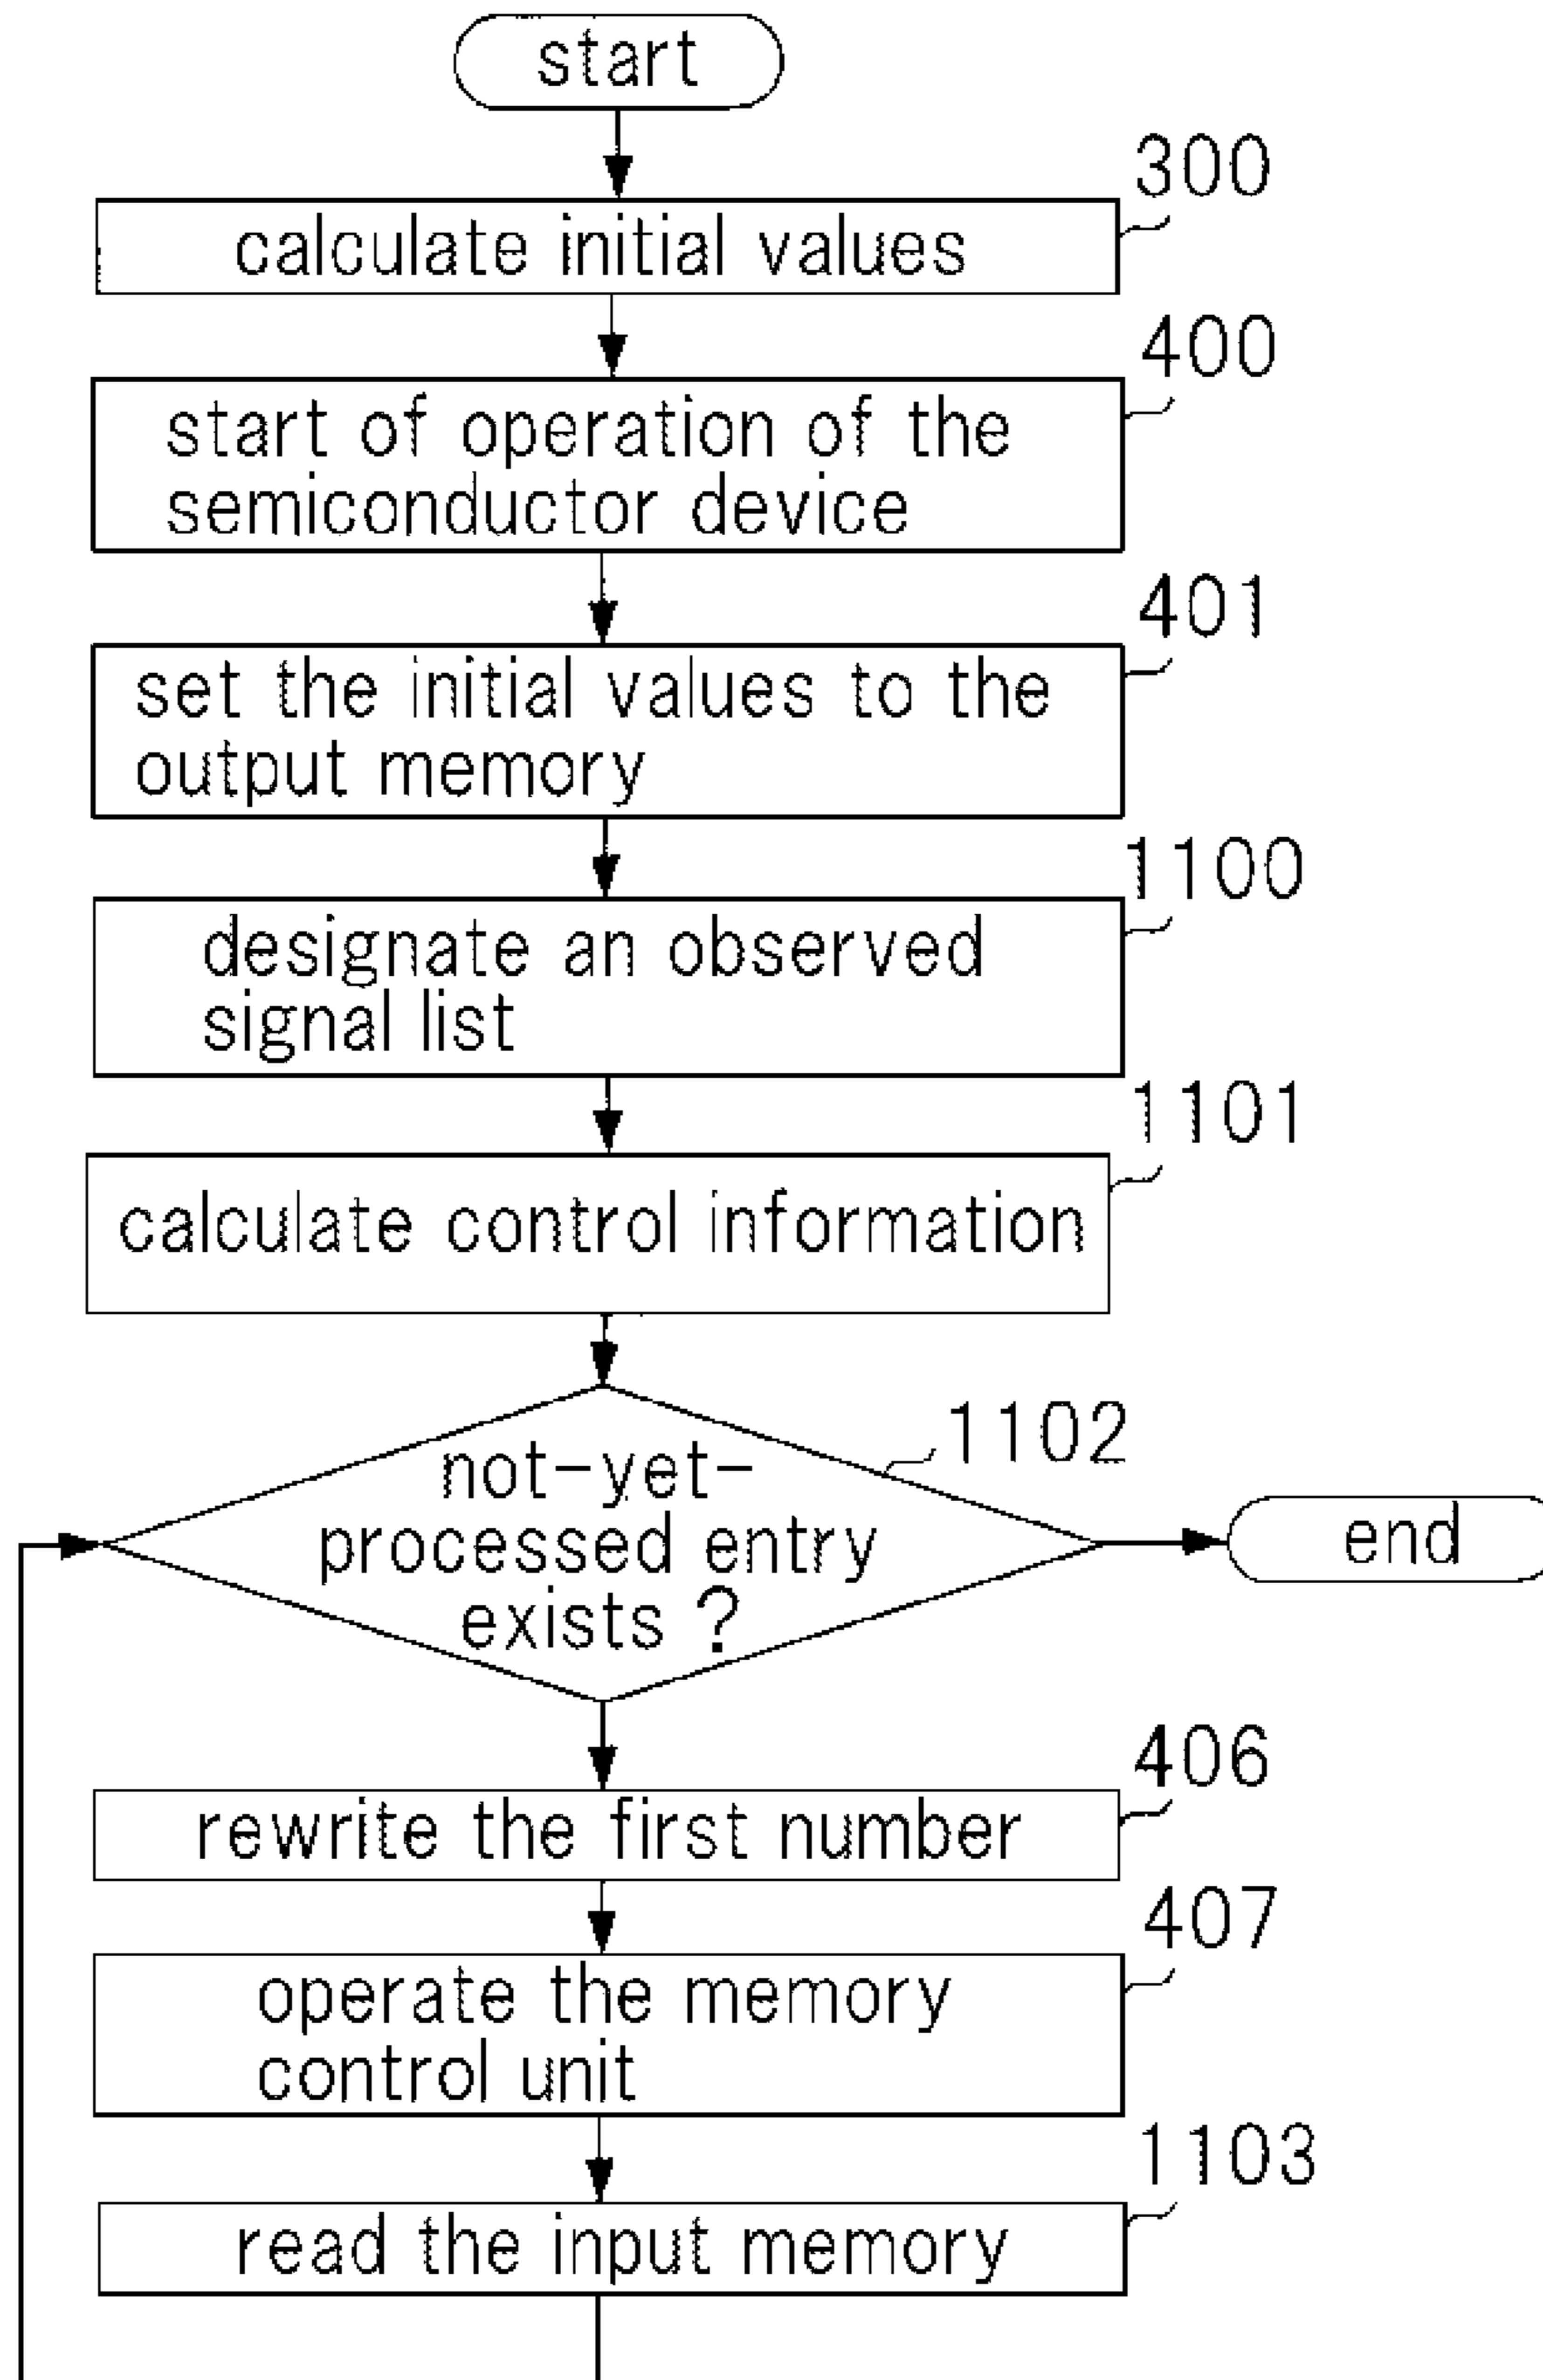 start
300
calculate initial values
400
start of operation of the
semiconductor device
401
set the initial values to the
output memory
1100
designate an observed
signal list
1101
calculate control information
1102
not-yet-
processed entry
exists ?
end
406
rewrite the first number
407
operate the memory
control unit
1103
read the input memory